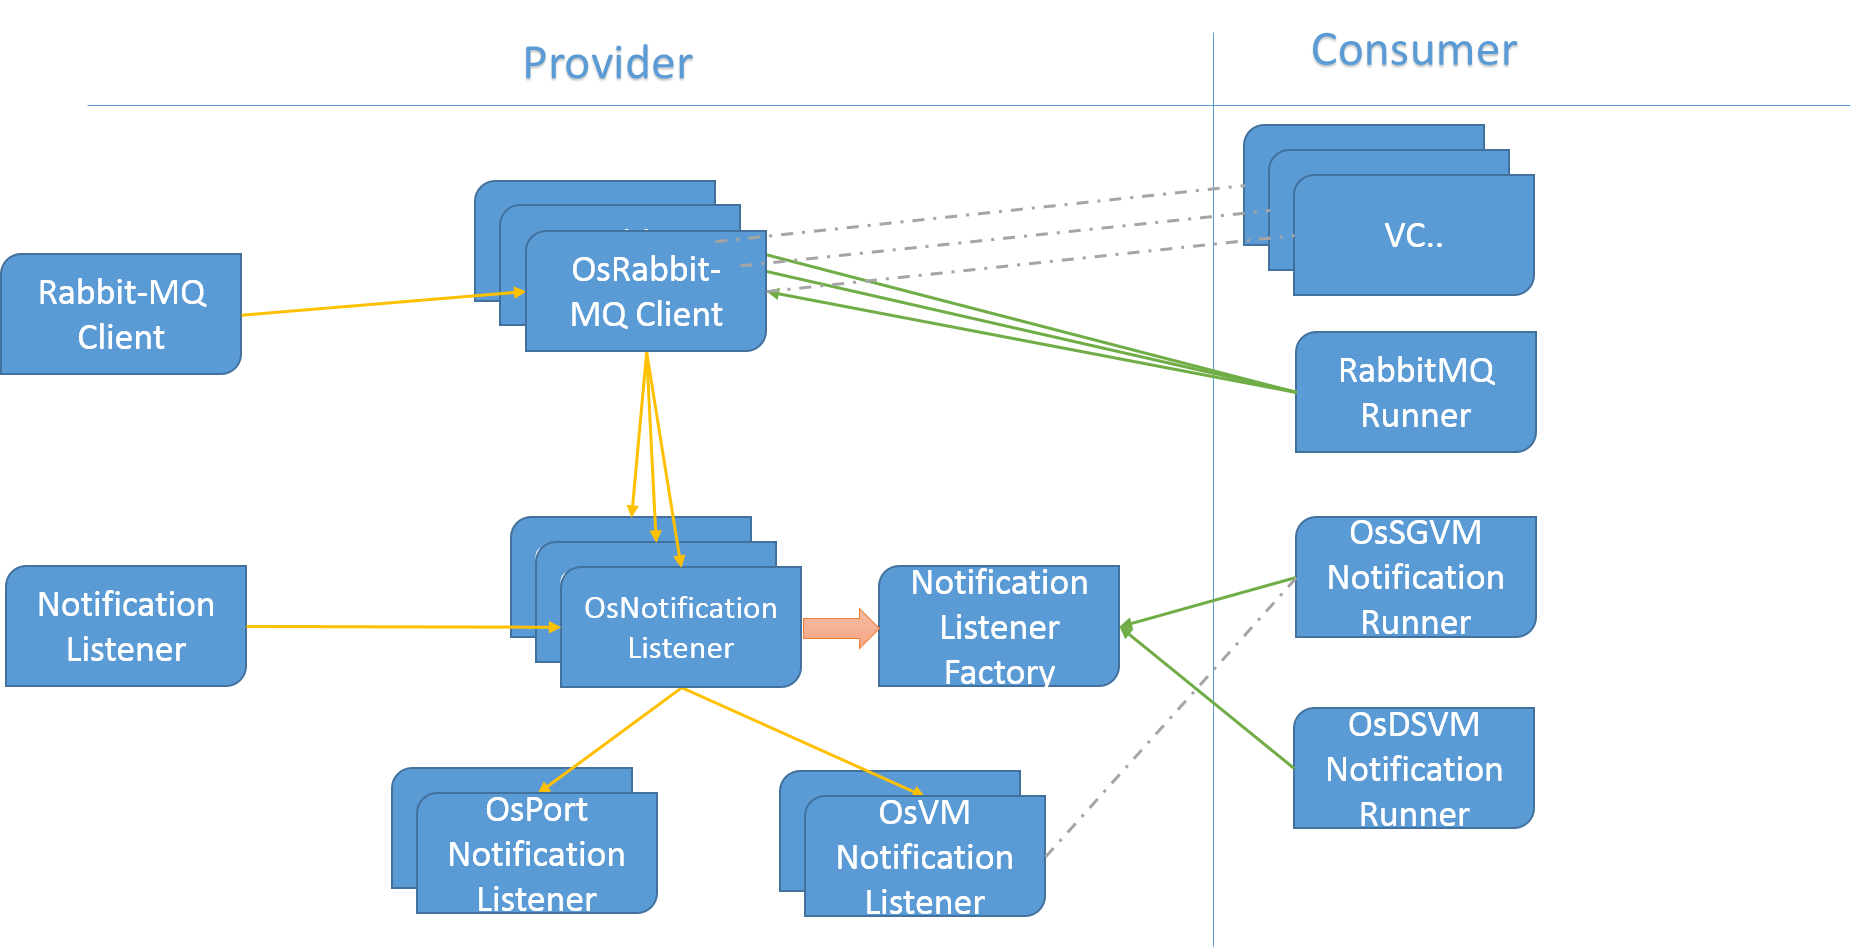 Provider
Consumer
VC..
OsRabbit-
MQ Client
Rabbit-MQ
Client
RabbitMQ
Runner
Notification
Listener
OsNotification
Listener
Notification
Listener
Factory
OsSGVM
Notification
Runner
OsDSVM
Notification
Runner
OsPort
Notification
Listener
OsVM
Notification
Listener